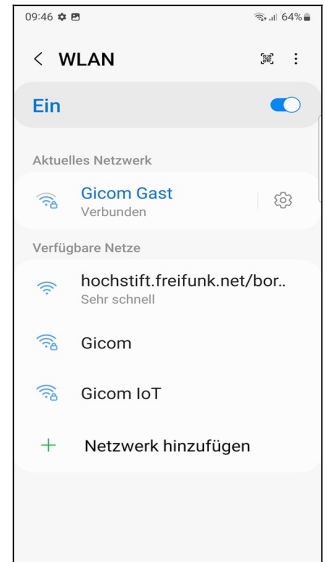 09:46 64%
WLAN
Ein
Aktuelles Netzwerk
Gicom Gast
Verbunden
Verfügbare Netze
hochstift.freifunk.net/bor..
Sehr schnell
Gicom
Gicom IoT
Netzwerk hinzufügen